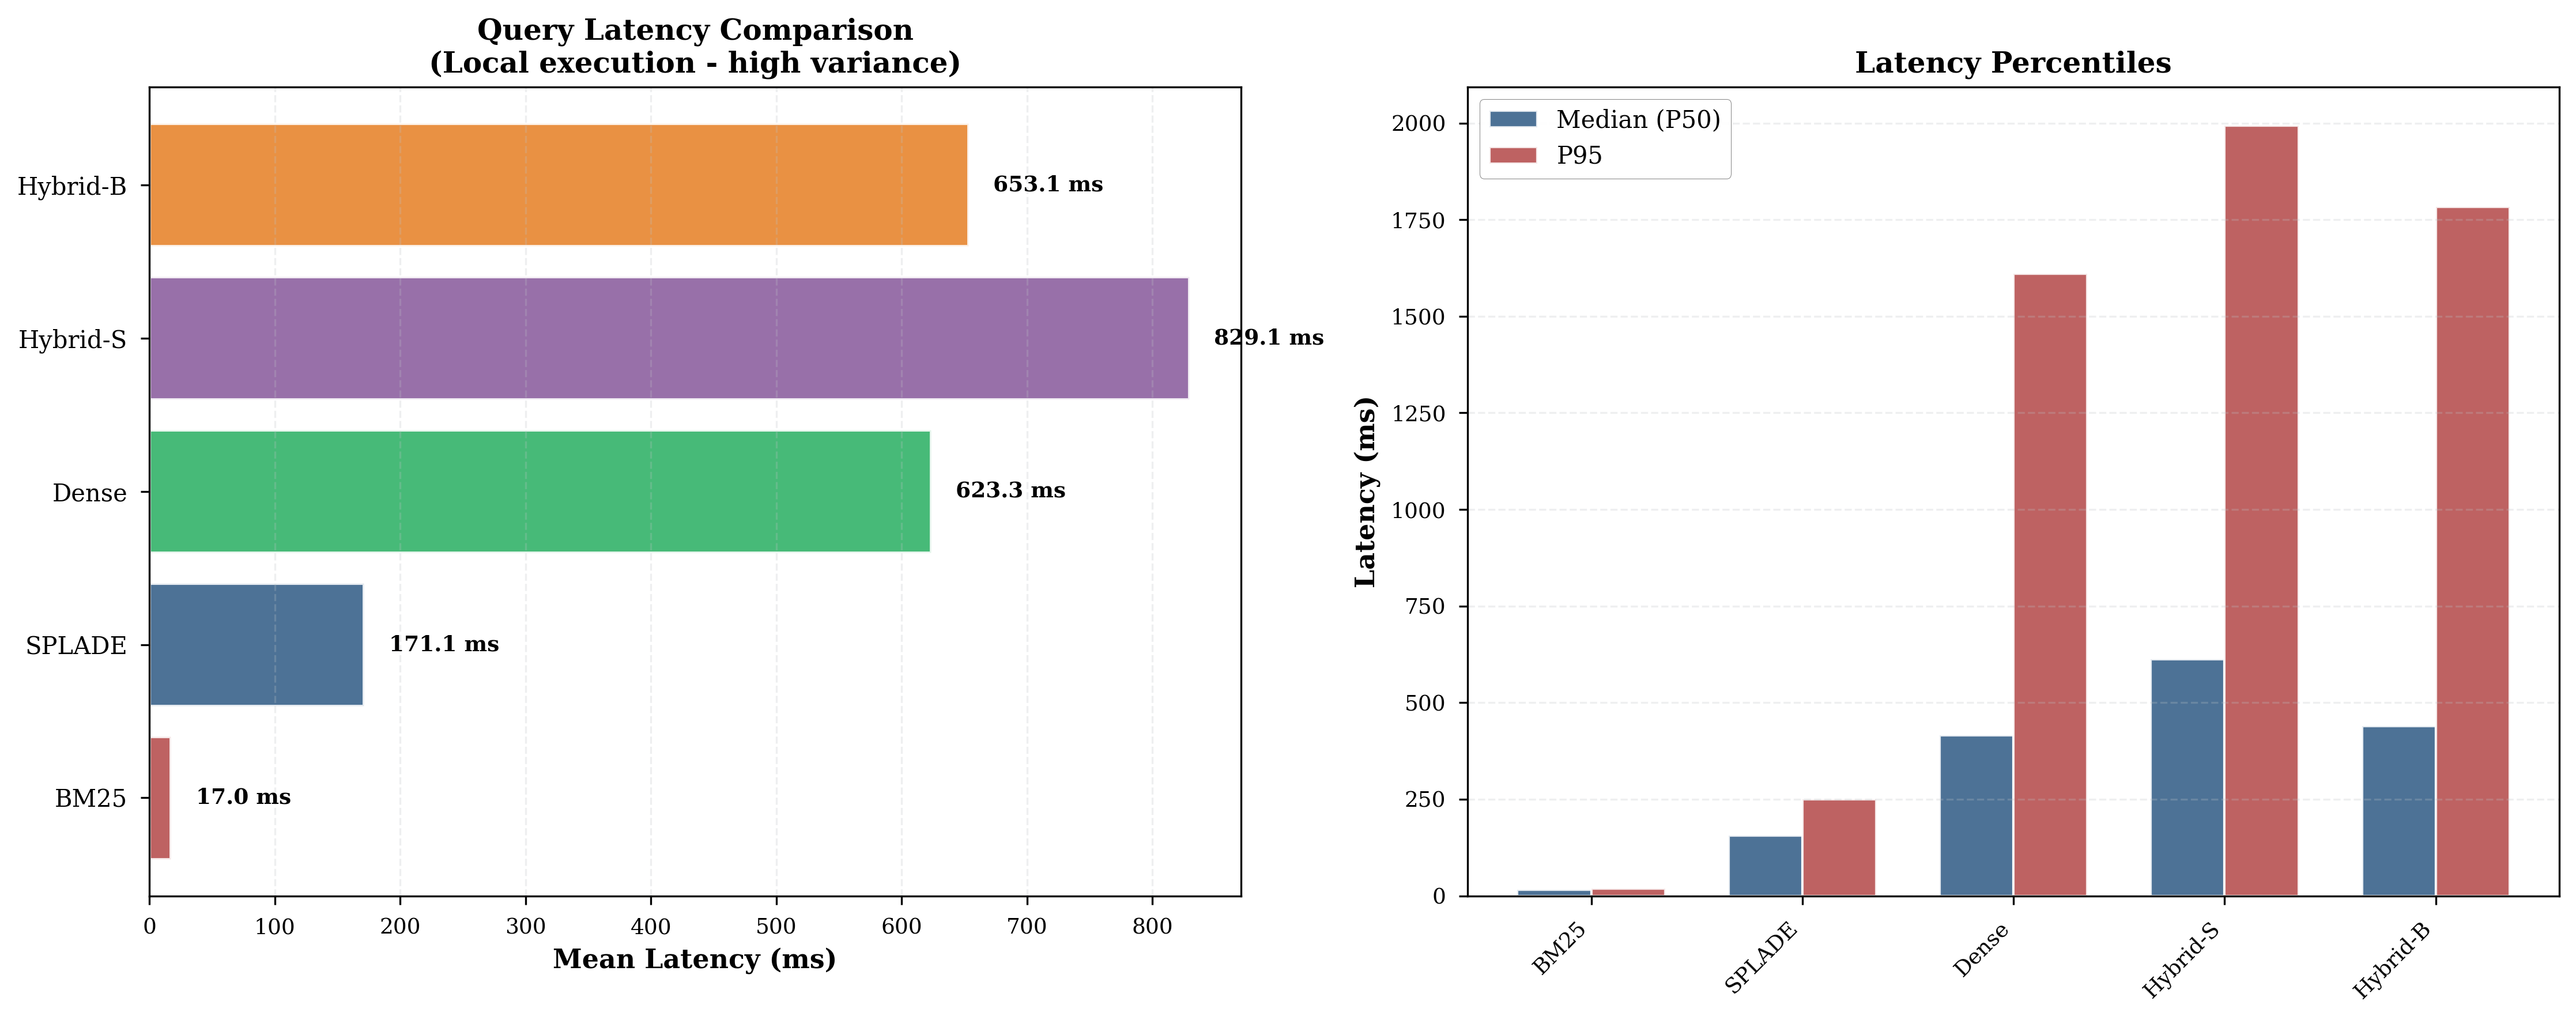 Query Latency Comparison
(Local execution - high variance)
Hybrid-B
653.1 ms
Hybrid-S
829.1 ms
Dense
623.3 ms
SPLADE
171.1 ms
BM25
17.0 ms
0 100 200 300 400 500 600 700 800
Mean Latency (ms)
Latency Percentiles
Median (P50)
P95
Latency (ms)
2000
1750
1500
1250
1000
750
500
250
0
BM25
SPLADE
Dense
Hybrid-S
Hybrid-B